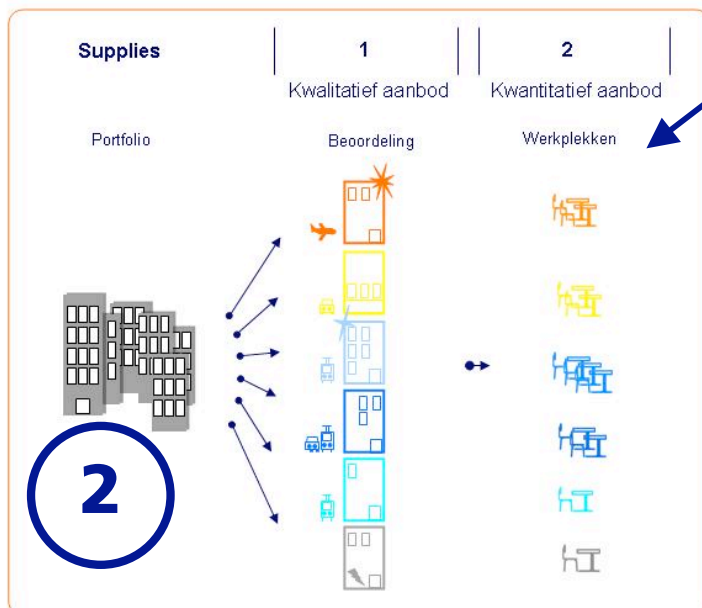 Supplies
1
2
Kwalitatief aanbod
Kwantitatief aanbod
Portfolio
Beoordeling
Werkplekken
2